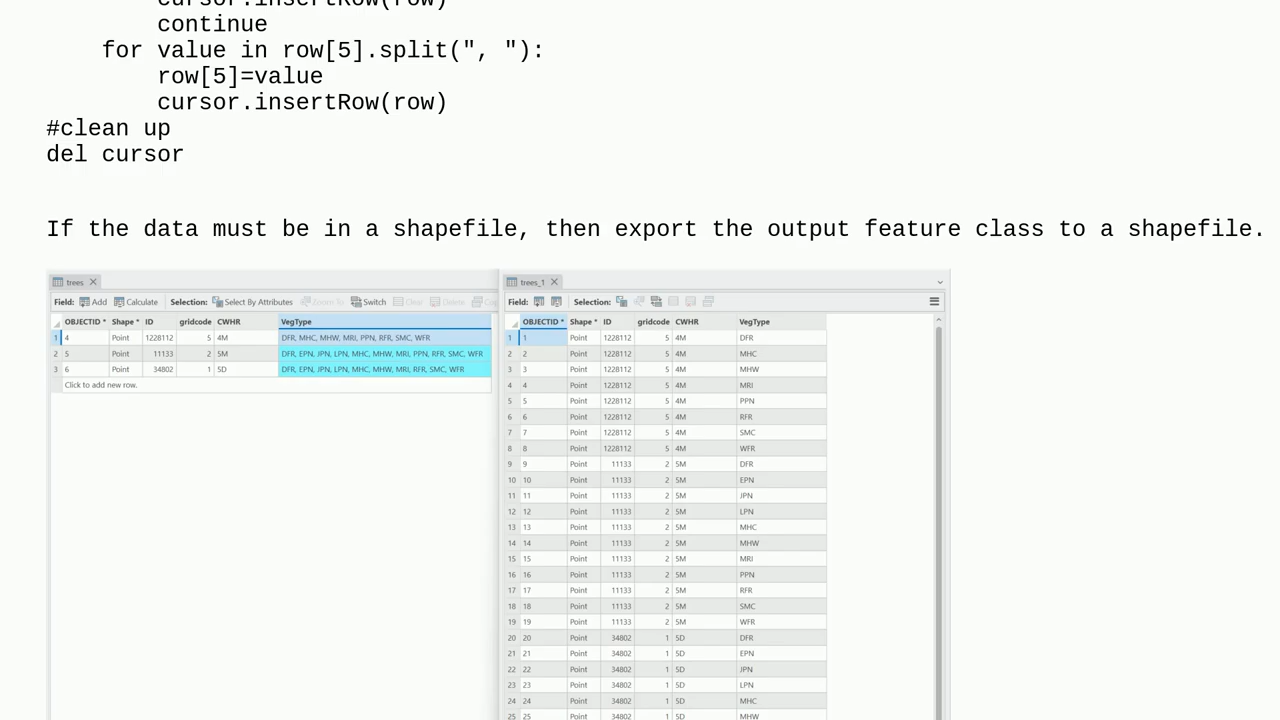 cursor.insertRow(row)
continue
for value in row[5].split(", "):
row[5]=value
cursor.insertRow(row)
#clean up
del cursor
If the data must be in a shapefile, then export the output feature class to a shapefile.
trees
Field: Add Calculate Selection: Select By Attributes Zoom To Switch Clear Delete
OBJECTID * Shape * ID gridcode CWHR VegType
1 4 Point 1228112 5 4M DFR, MHC, MHW, MRI, PPN, RFR, SMC, WFR
2 5 Point 11133 2 5M DFR, EPN, JPN, LPN, MHC, MHW, MRI, PPN, RFR, SMC, WFR
3 6 Point 34802 1 5D DFR, EPN, JPN, LPN, MHC, MHW, MRI, RFR, SMC, WFR
Click to add new row.
trees_1
Field: Selection:
OBJECTID * Shape * ID gridcode CWHR VegType
1 1 Point 1228112 5 4M DFR
2 2 Point 1228112 5 4M MHC
3 3 Point 1228112 5 4M MHW
4 4 Point 1228112 5 4M MRI
5 5 Point 1228112 5 4M PPN
6 6 Point 1228112 5 4M RFR
7 7 Point 1228112 5 4M SMC
8 8 Point 1228112 5 4M WFR
9 9 Point 11133 2 5M DFR
10 10 Point 11133 2 5M EPN
11 11 Point 11133 2 5M JPN
12 12 Point 11133 2 5M LPN
13 13 Point 11133 2 5M MHC
14 14 Point 11133 2 5M MHW
15 15 Point 11133 2 5M MRI
16 16 Point 11133 2 5M PPN
17 17 Point 11133 2 5M RFR
18 18 Point 11133 2 5M SMC
19 19 Point 11133 2 5M WFR
20 20 Point 34802 1 5D DFR
21 21 Point 34802 1 5D EPN
22 22 Point 34802 1 5D JPN
23 23 Point 34802 1 5D LPN
24 24 Point 34802 1 5D MHC
25 25 Point 34802 1 5D MHW